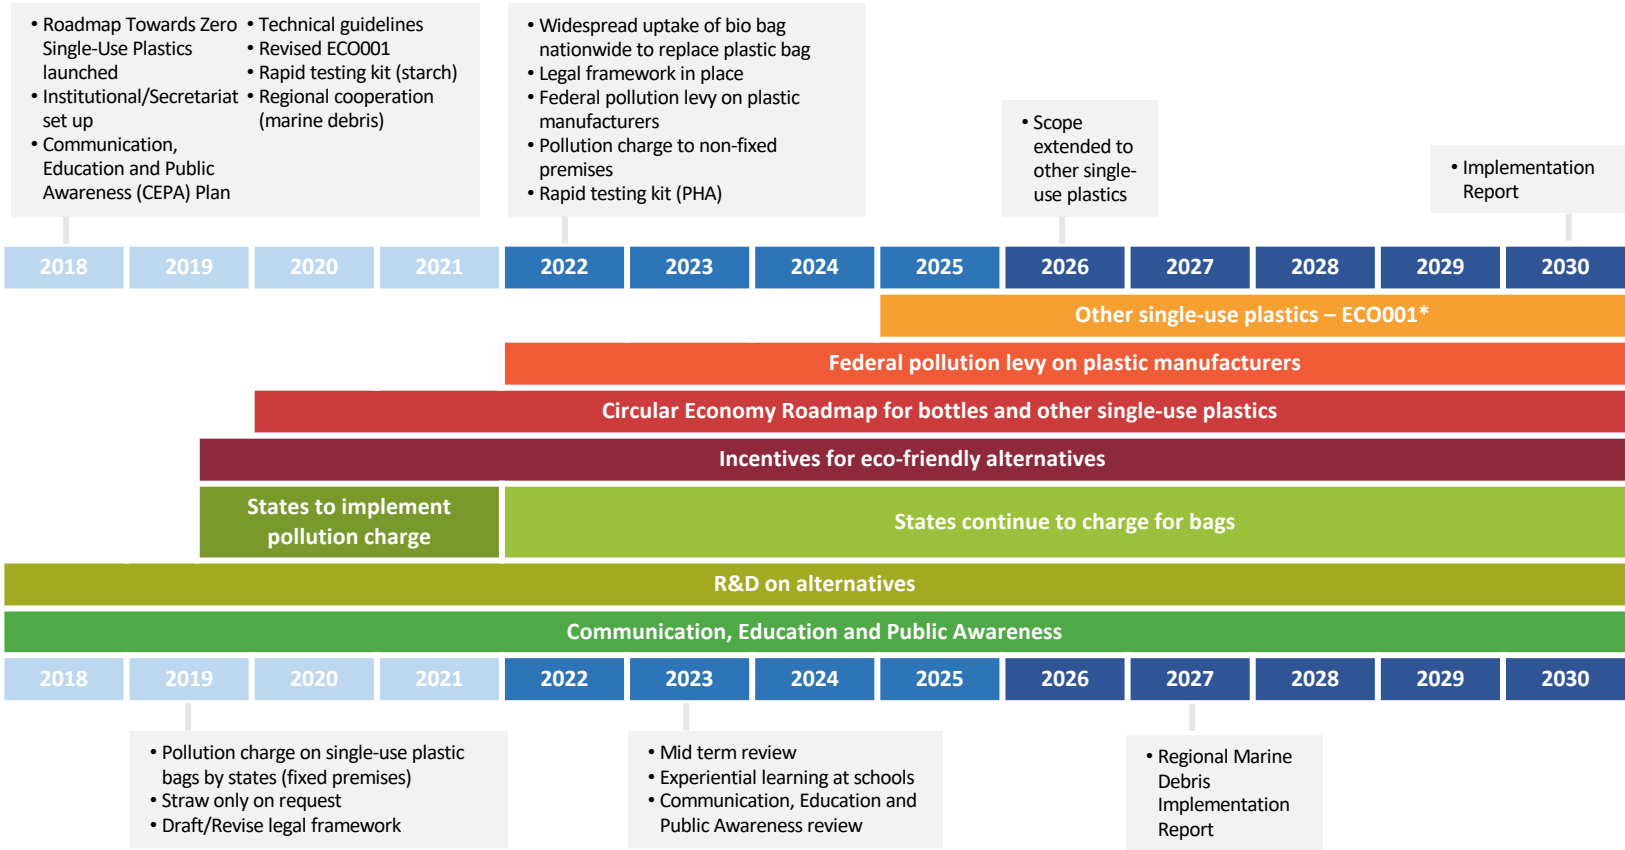 • Roadmap Towards Zero
Single-Use Plastics
launched
• Institutional/Secretariat
set up
• Communication,
Education and Public
Awareness (CEPA) Plan
• Technical guidelines
• Revised ECO001
• Rapid testing kit (starch)
• Regional cooperation
(marine debris)
• Widespread uptake of bio bag
nationwide to replace plastic bag
• Legal framework in place
• Federal pollution levy on plastic
manufacturers
• Pollution charge to non-fixed
premises
• Rapid testing kit (PHA)
• Scope
extended to
other single-
use plastics
• Implementation
Report
2018 2019 2020 2021 2022 2023 2024 2025 2026 2027 2028 2029 2030
Other single-use plastics – ECO001*
Federal pollution levy on plastic manufacturers
Circular Economy Roadmap for bottles and other single-use plastics
Incentives for eco-friendly alternatives
States to implement
pollution charge
States continue to charge for bags
R&D on alternatives
Communication, Education and Public Awareness
2018 2019 2020 2021 2022 2023 2024 2025 2026 2027 2028 2029 2030
• Pollution charge on single-use plastic
bags by states (fixed premises)
• Straw only on request
• Draft/Revise legal framework
• Mid term review
• Experiential learning at schools
• Communication, Education and
Public Awareness review
• Regional Marine
Debris
Implementation
Report